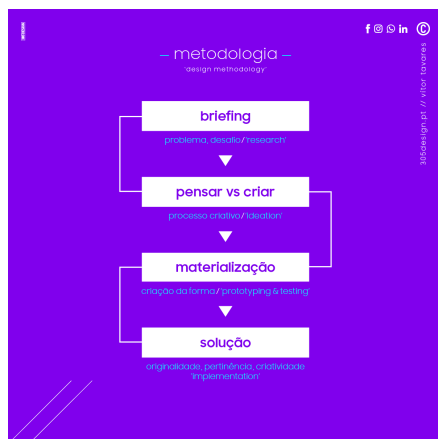 — metodologia —
'design methodology'
briefing
problema, desafio/'research'
pensar vs criar
processo criativo/'ideation'
materialização
criação da forma/'prototyping & testing'
solução
originalidade, pertinência, criatividade
'implementation'
305design.pt // vitor tavares